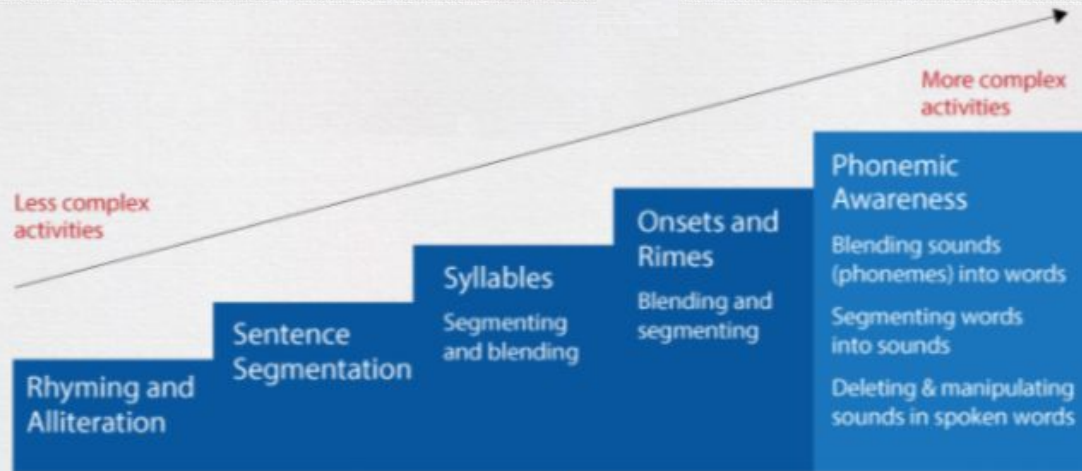 More complex
activities
Less complex
activities
Rhyming and
Alliteration
Sentence
Segmentation
Syllables
Segmenting
and blending
Onsets and
Rimes
Blending and
segmenting
Phonemic
Awareness
Blending sounds
(phonemes) into words
Segmenting words
into sounds
Deleting & manipulating
sounds in spoken words